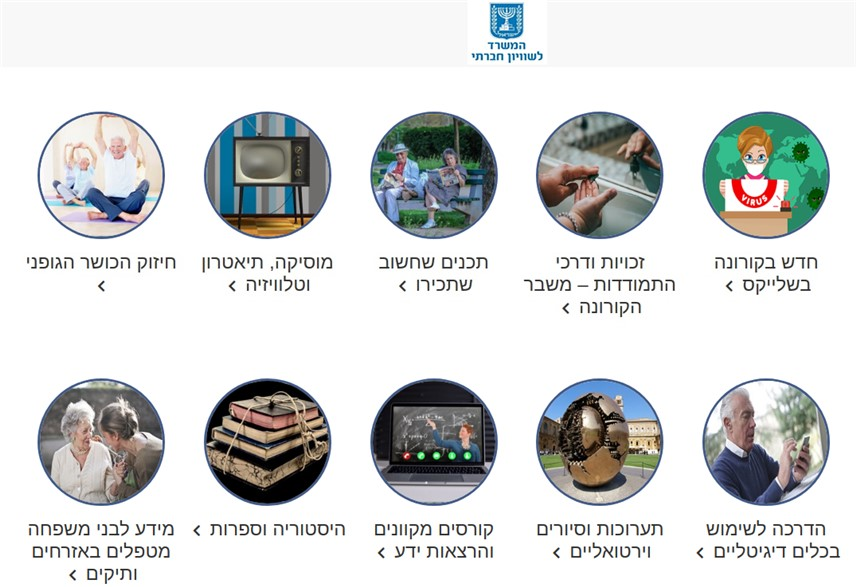 המשרד
לשוויון חברתי
VIRUS
חדש בקורונה
בשלייקס
זכויות ודרכי
התמודדות – משבר
הקורונה
תכנים שחשוב
שתכירו
מוסיקה, תיאטרון
וטלוויזיה
חיזוק הכושר הגופני
הדרכה לשימוש
בכלים דיגיטליים
תערוכות וסיורים
וירטואליים
קורסים מקוונים
והרצאות ידע
היסטוריה וספרות
מידע לבני משפחה
מטפלים באזרחים
ותיקים